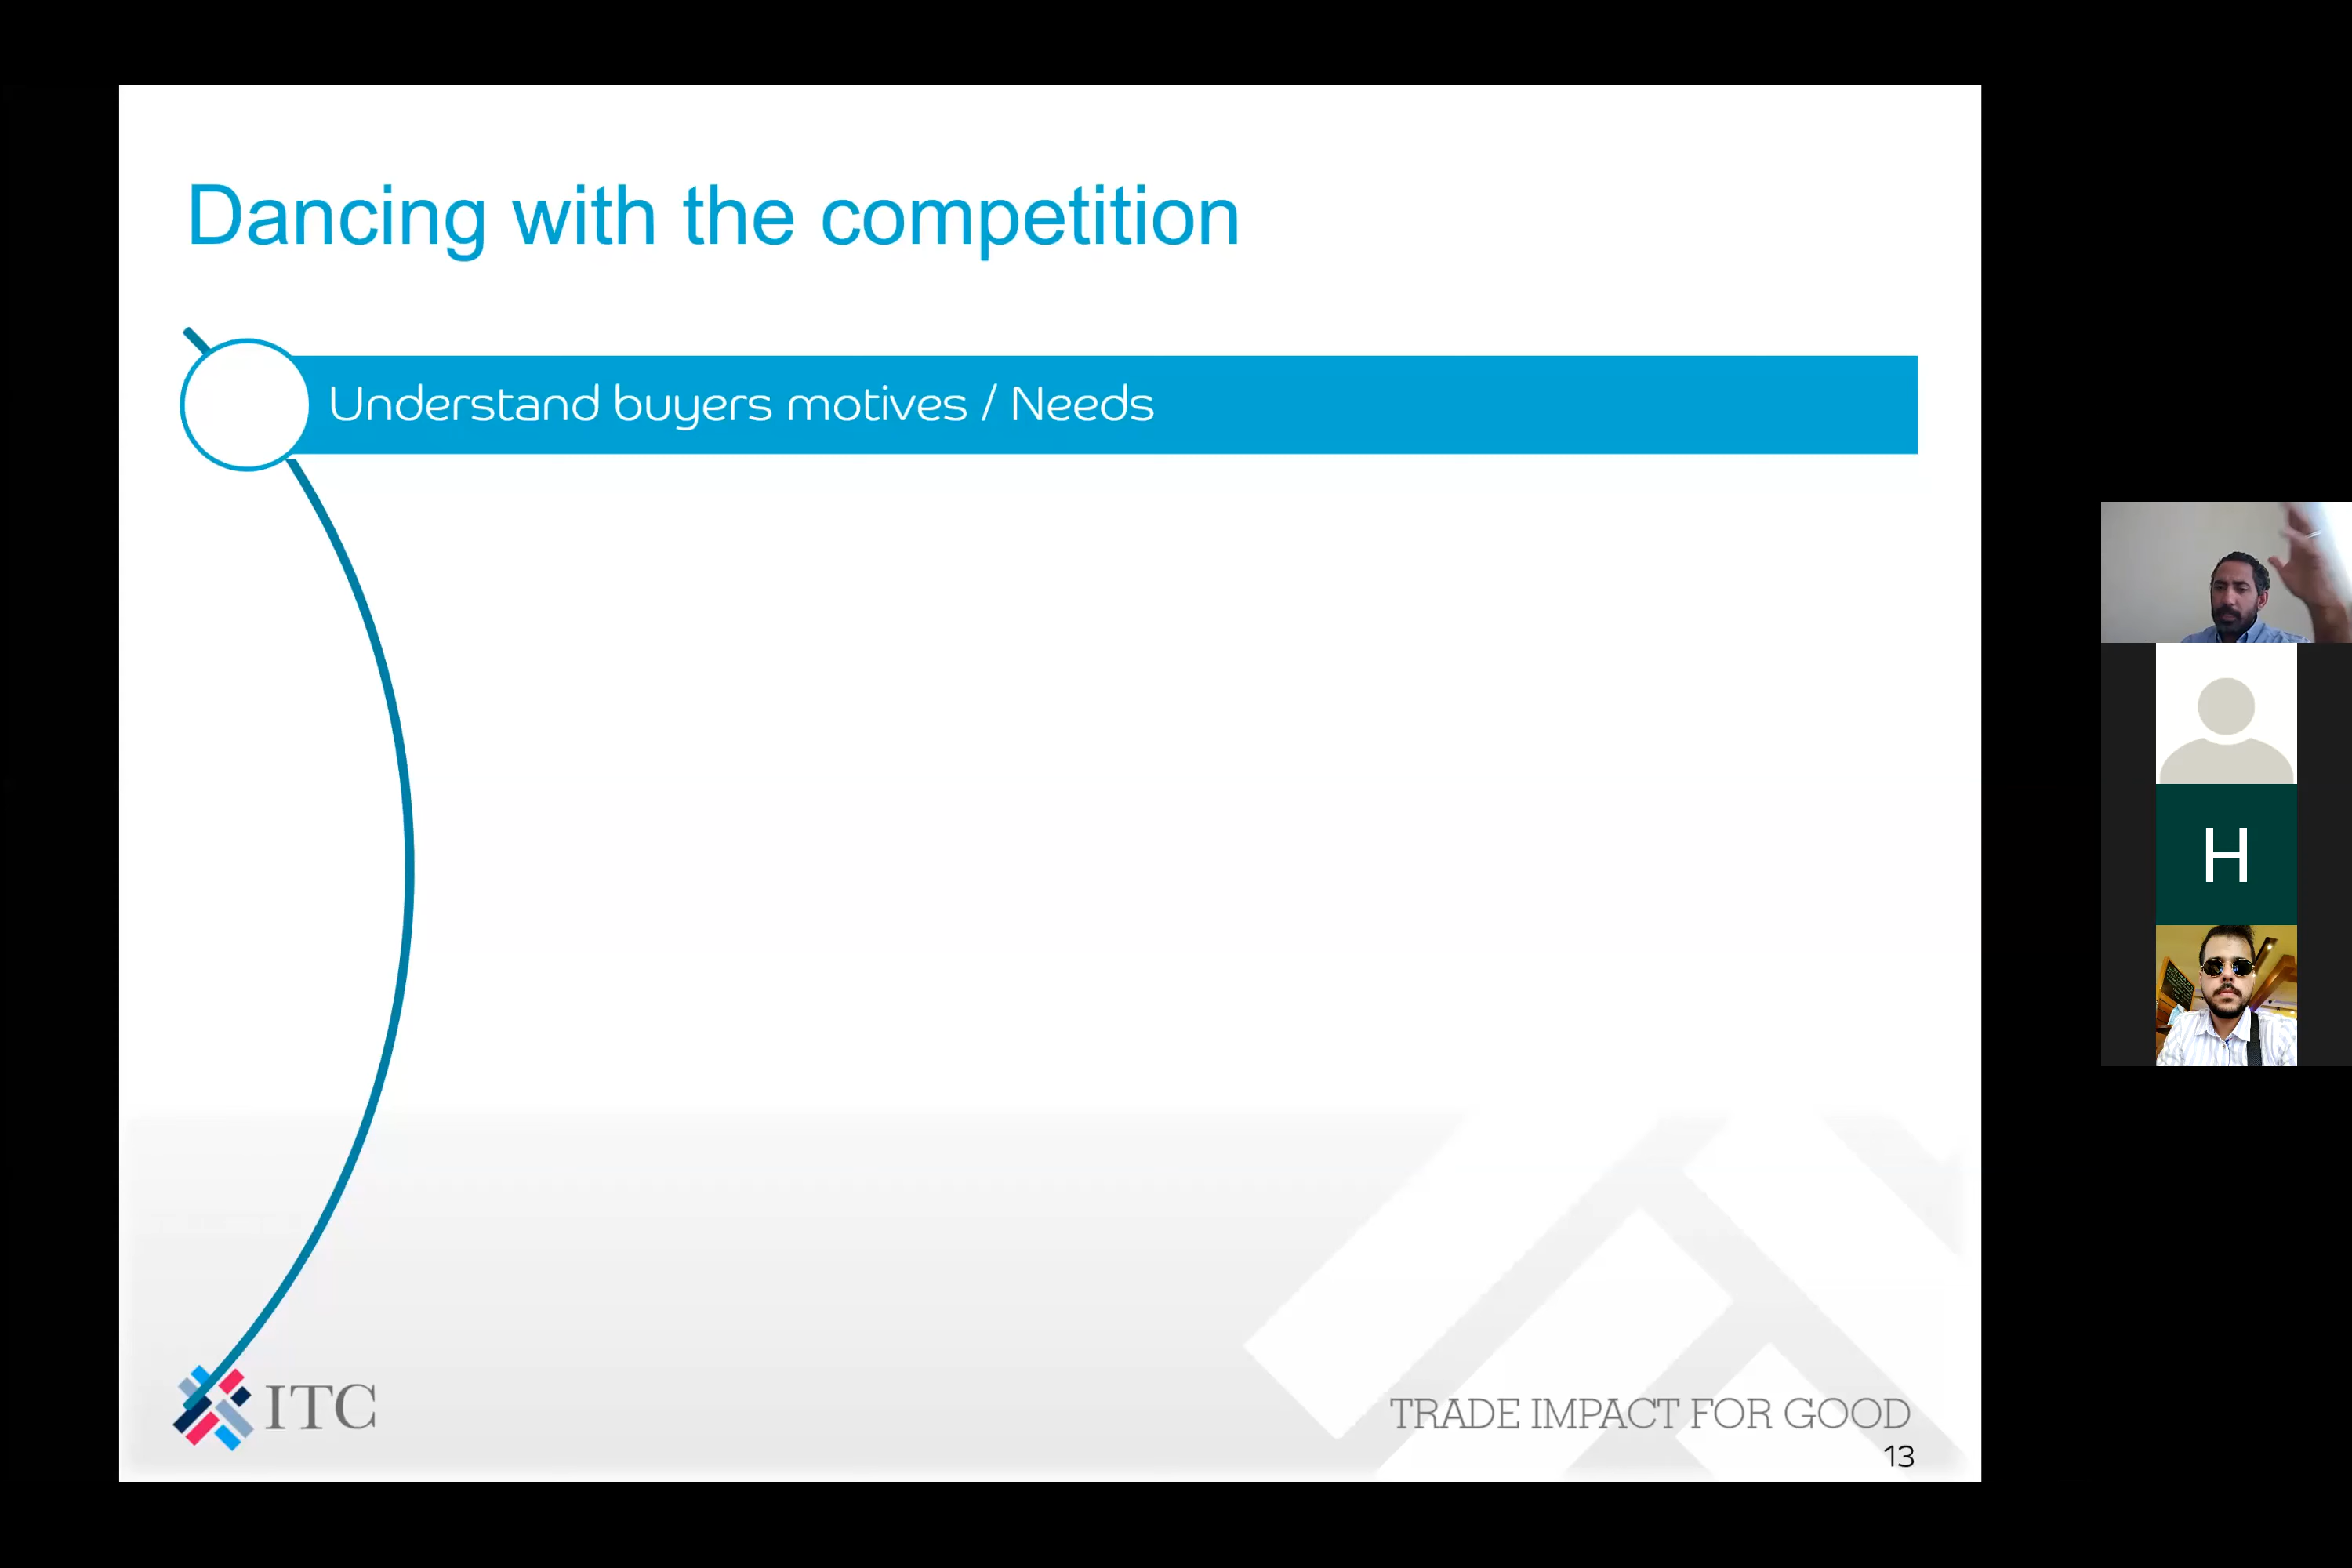 Dancing with the competition
Understand buyers motives / Needs
H
ITC
TRADE IMPACT FOR GOOD
13